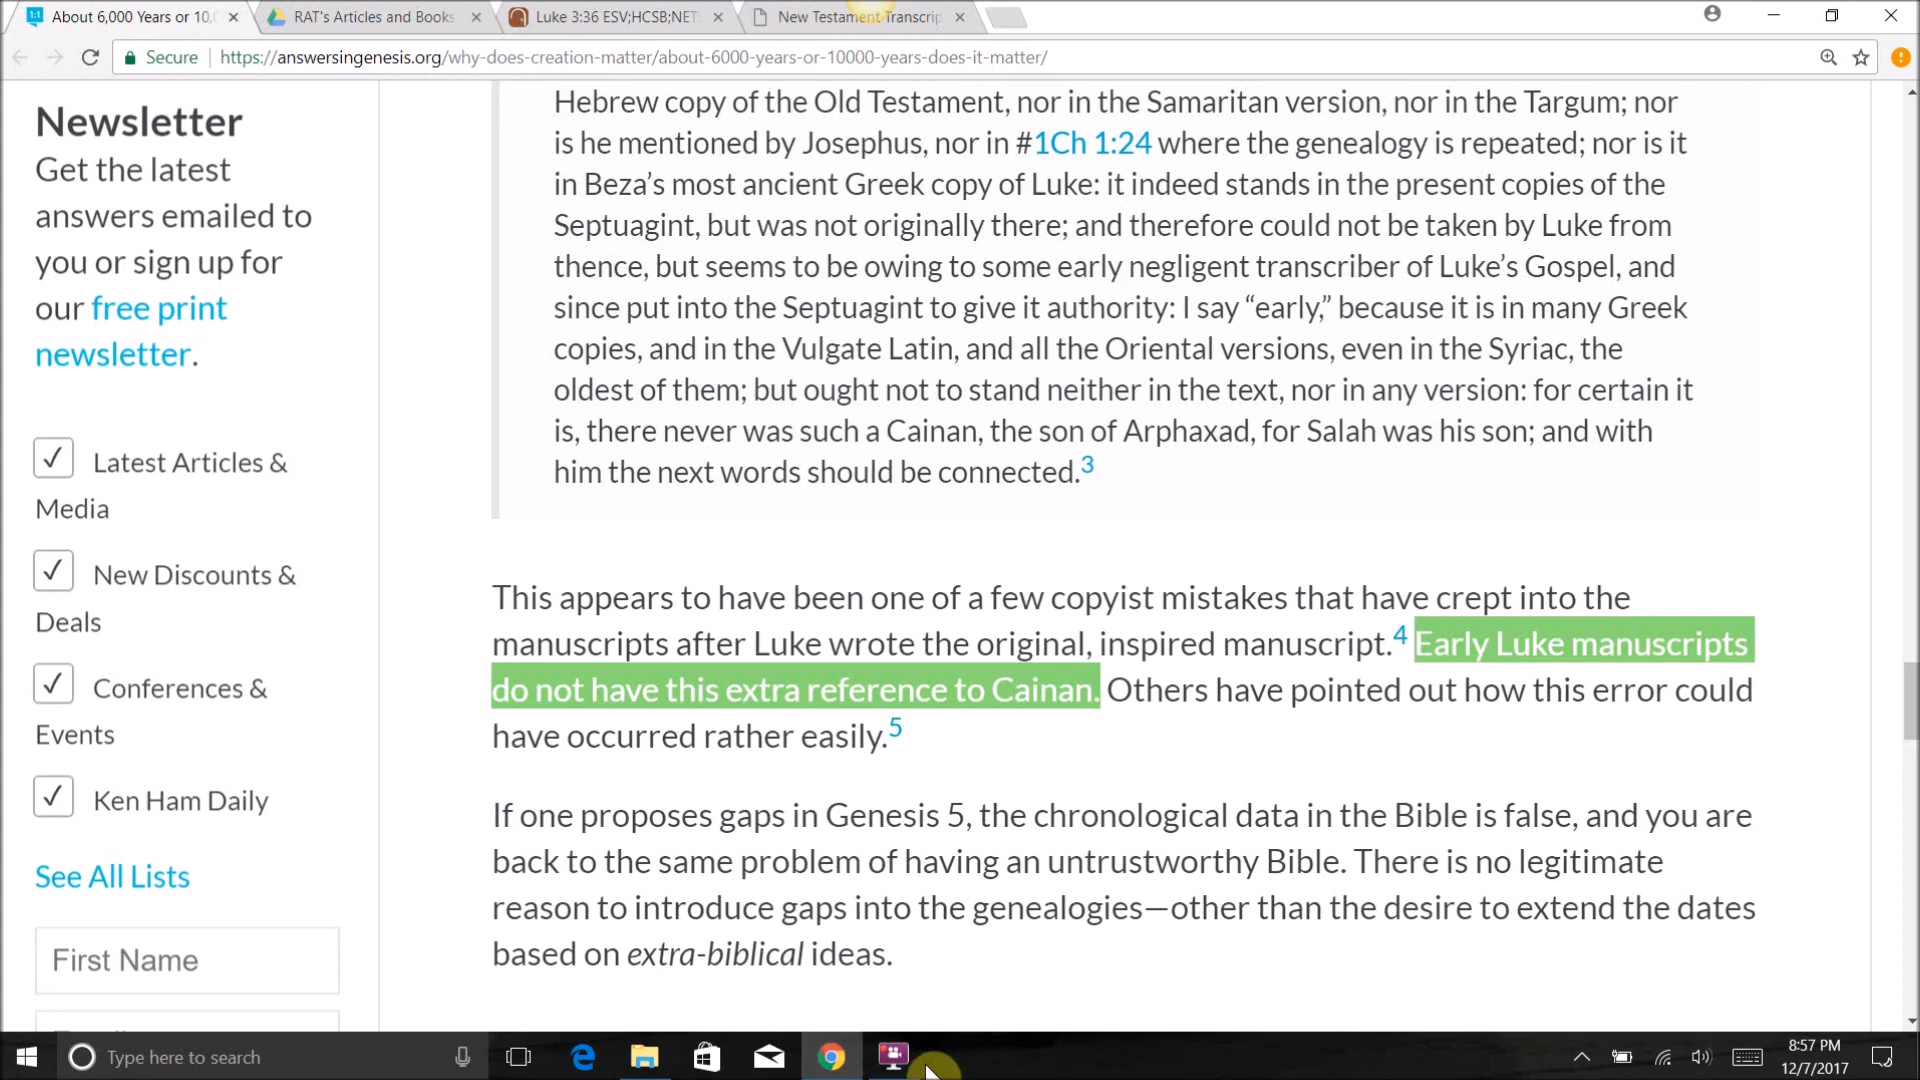 About 6,000 Years or 10,
RAT's Articles and Books
Luke 3:36 ESV;HCSB;NET
New Testament Transcrip
Secure
https://answersingenesis.org/why-does-creation-matter/about-6000-years-or-10000-years-does-it-matter/
Newsletter
Get the latest
answers emailed to
you or sign up for
our free print
newsletter.
Latest Articles &
Media
New Discounts &
Deals
Conferences &
Events
Ken Ham Daily
See All Lists
First Name
Hebrew copy of the Old Testament, nor in the Samaritan version, nor in the Targum; nor
is he mentioned by Josephus, nor in #1Ch 1:24 where the genealogy is repeated; nor is it
in Beza’s most ancient Greek copy of Luke: it indeed stands in the present copies of the
Septuagint, but was not originally there; and therefore could not be taken by Luke from
thence, but seems to be owing to some early negligent transcriber of Luke’s Gospel, and
since put into the Septuagint to give it authority: I say “early,” because it is in many Greek
copies, and in the Vulgate Latin, and all the Oriental versions, even in the Syriac, the
oldest of them; but ought not to stand neither in the text, nor in any version: for certain it
is, there never was such a Cainan, the son of Arphaxad, for Salah was his son; and with
him the next words should be connected.3
This appears to have been one of a few copyist mistakes that have crept into the
manuscripts after Luke wrote the original, inspired manuscript.4 Early Luke manuscripts
do not have this extra reference to Cainan. Others have pointed out how this error could
have occurred rather easily.5
If one proposes gaps in Genesis 5, the chronological data in the Bible is false, and you are
back to the same problem of having an untrustworthy Bible. There is no legitimate
reason to introduce gaps into the genealogies—other than the desire to extend the dates
based on extra-biblical ideas.
Type here to search
8:57 PM
12/7/2017